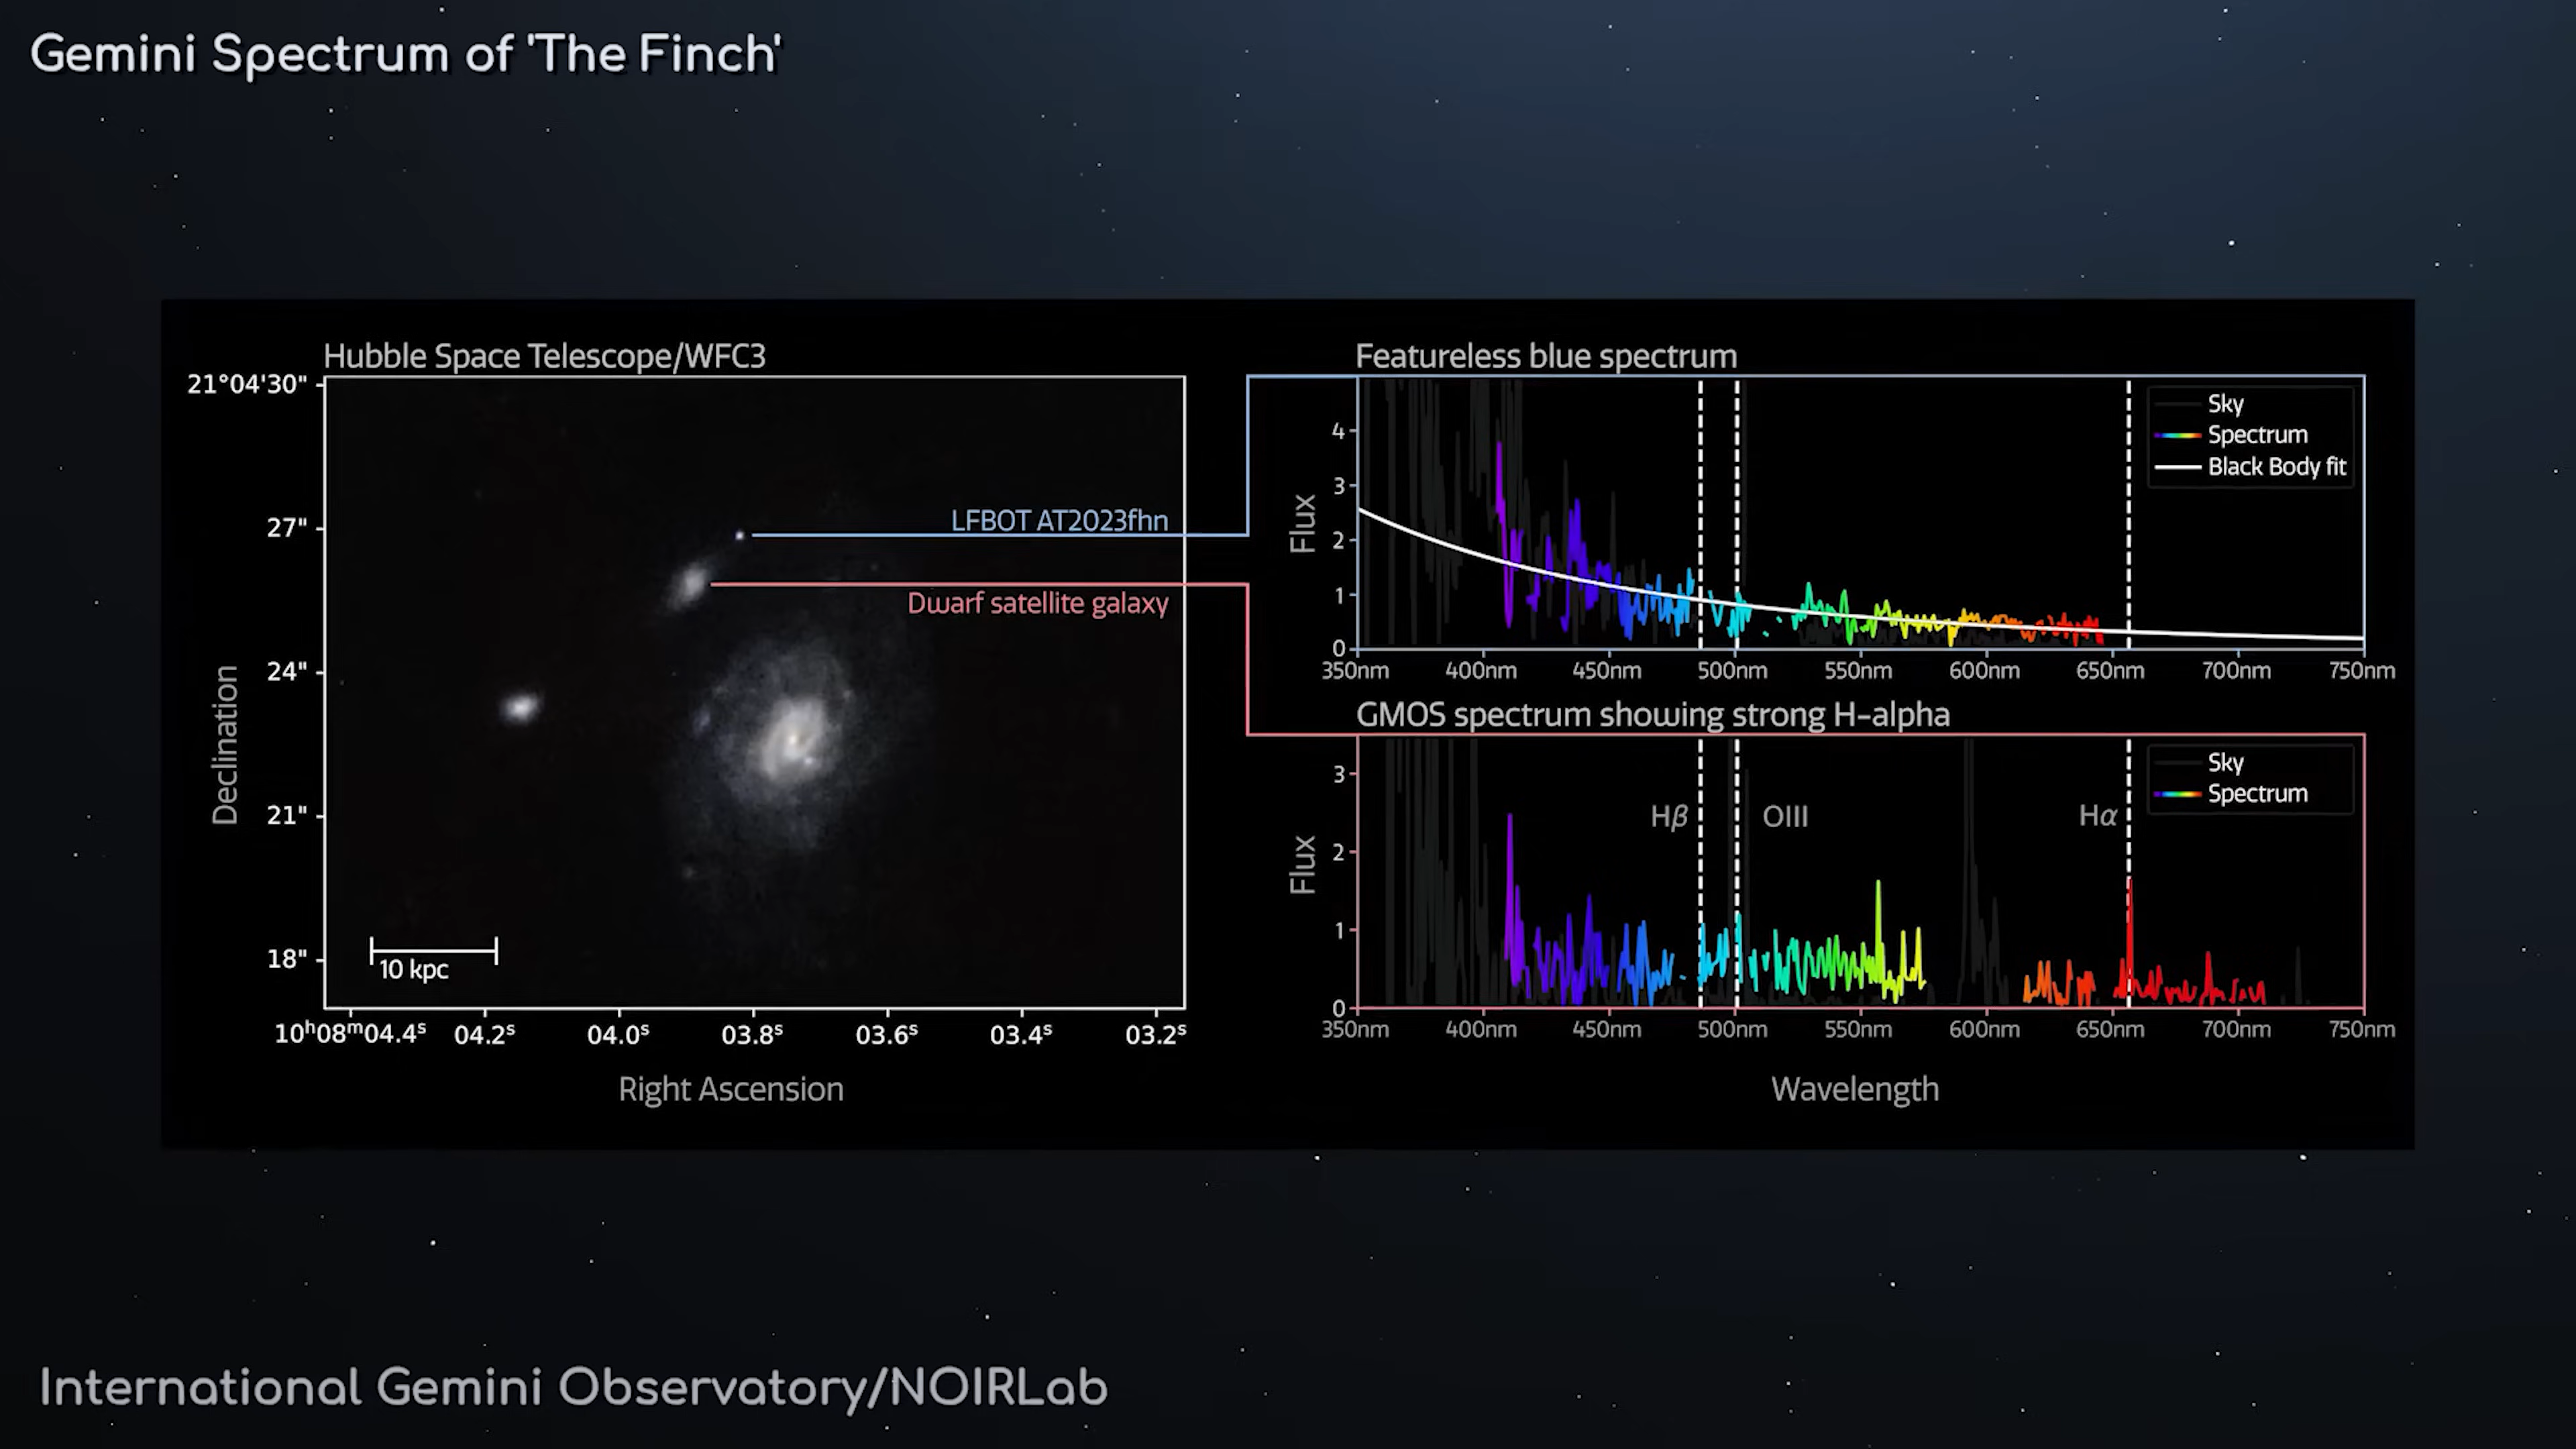 Gemini Spectrum of 'The Finch'
Hubble Space Telescope/WFC3
21°04'30"
27"
24"
21"
18"
Declination
LFBOT AT2023fhn
Dwarf satellite galaxy
10 kpc
10ʰ08ᵐ04.4ˢ 04.2ˢ 04.0ˢ 03.8ˢ 03.6ˢ 03.4ˢ 03.2ˢ
Right Ascension
Featureless blue spectrum
Sky
Spectrum
Black Body fit
4
3
2
1
0
Flux
350nm 400nm 450nm 500nm 550nm 600nm 650nm 700nm 750nm
GMOS spectrum showing strong H-alpha
Sky
Spectrum
Hβ OIII Hα
3
2
1
0
Flux
350nm 400nm 450nm 500nm 550nm 600nm 650nm 700nm 750nm
Wavelength
International Gemini Observatory/NOIRLab